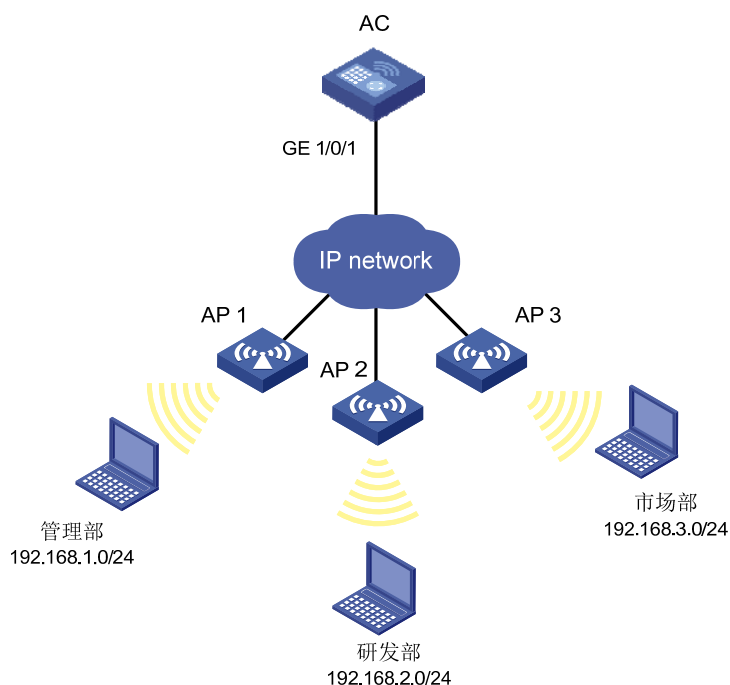 AC
GE 1/0/1
IP network
AP 1
AP 2
AP 3
管理部
192.168.1.0/24
研发部
192.168.2.0/24
市场部
192.168.3.0/24